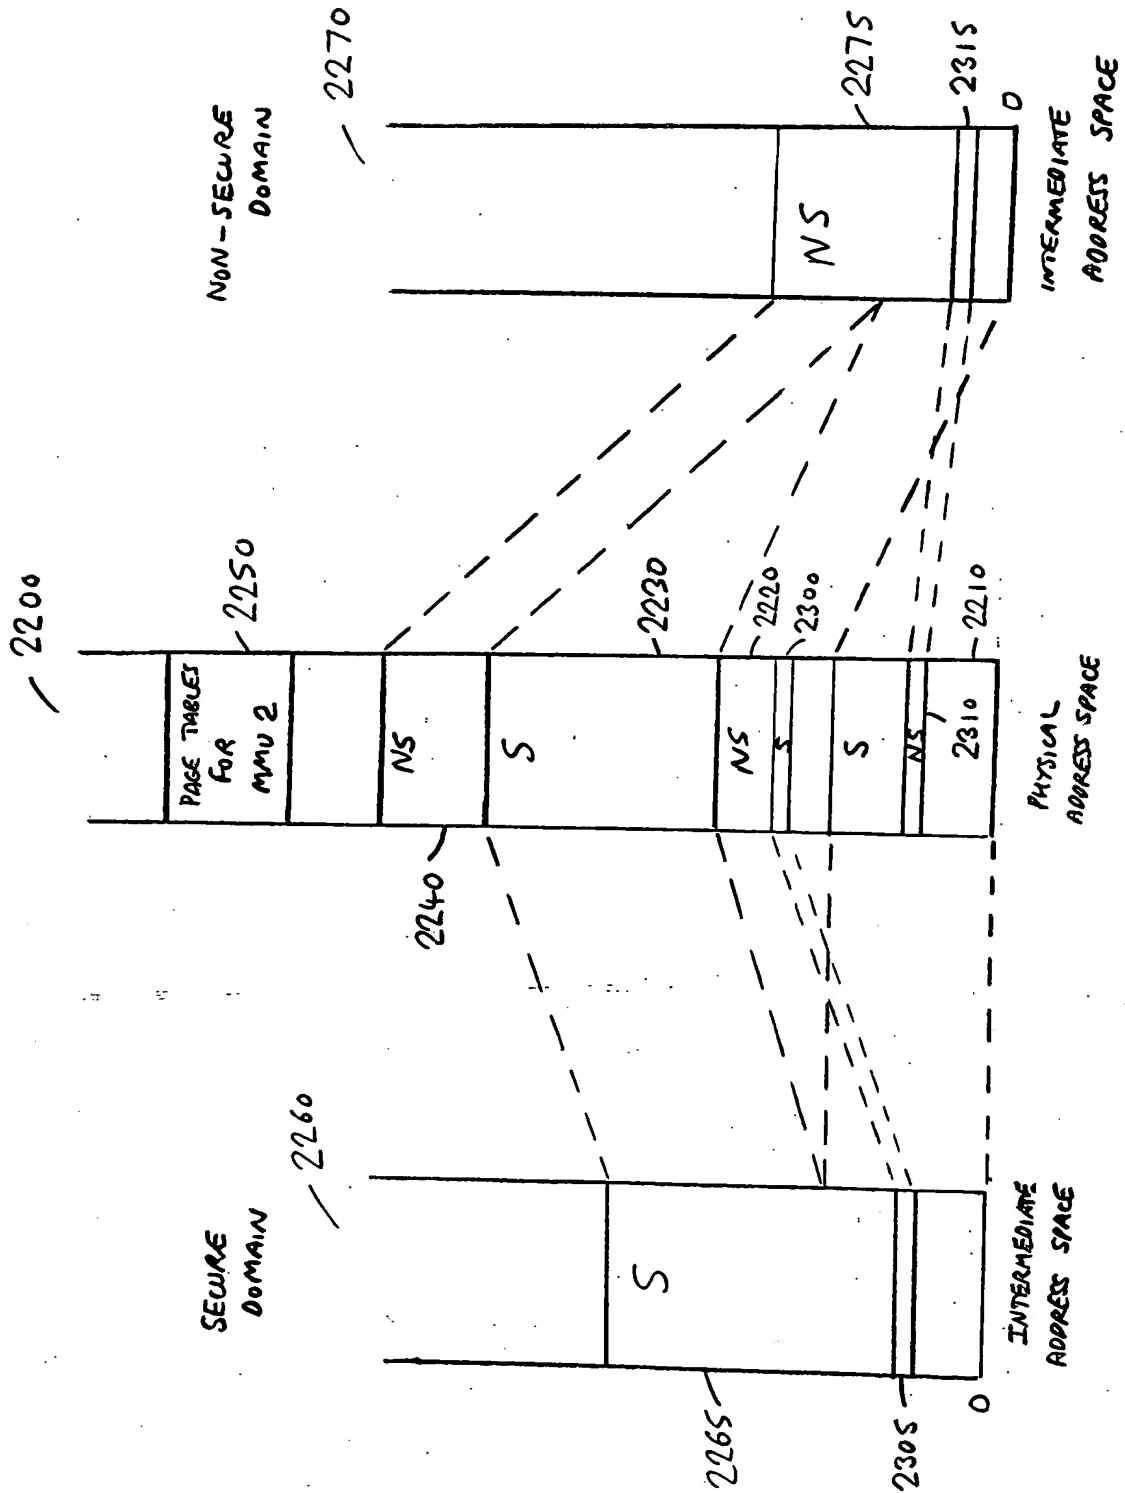 SECURE
DOMAIN
2260
S
2265
2305
0
INTERMEDIATE
ADDRESS SPACE
2200
2250
PAGE TABLES
FOR
MMU 2
NS
2240
S
2230
NS
2220
S
2300
S
NS
2310
2210
PHYSICAL
ADDRESS SPACE
NON-SECURE
DOMAIN
2270
NS
2275
2315
0
INTERMEDIATE
ADDRESS SPACE